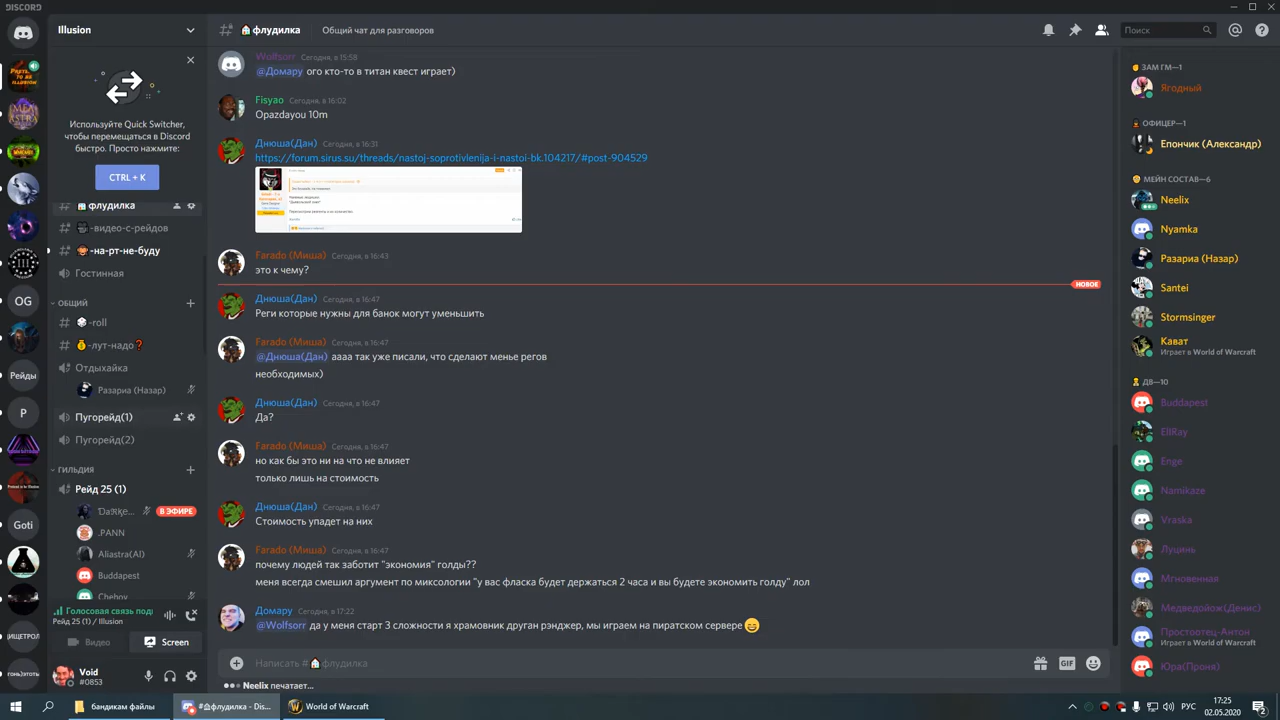 DISCORD
Illusion
флудилка
Общий чат для разговоров
Поиск
Используйте Quick Switcher,
чтобы перемещаться в Discord
быстро. Просто нажмите:
CTRL + K
флудилка
-видео-с-рейдов
-на-рт-не-буду
Гостинная
ОБЩИЙ
-roll
-лут-надо❓
Отдыхайка
Разариа (Назар)
Пугорейд(1)
Пугорейд(2)
ГИЛЬДИЯ
Рейд 25 (1)
В ЭФИРЕ
.PANN
Aliastra(Al)
Buddapest
Chebov
Голосовая связь подк
Рейд 25 (1) / Illusion
Видео
Screen
Void
#0853
OG
Рейды
P
Goti
Wolfsorr Сегодня, в 15:58
@Домару ого кто-то в титан квест играет)
Fisyao Сегодня, в 16:02
Opazdayou 10m
Днюша(Дан) Сегодня, в 16:31
https://forum.sirus.su/threads/nastoj-soprotivlenija-i-nastoi-bk.104217/#post-904529
Farado (Миша) Сегодня, в 16:43
это к чему?
НОВОЕ
Днюша(Дан) Сегодня, в 16:47
Реги которые нужны для банок могут уменьшить
Farado (Миша) Сегодня, в 16:47
@Днюша(Дан) аааа так уже писали, что сделают менье регов
необходимых)
Днюша(Дан) Сегодня, в 16:47
Да?
Farado (Миша) Сегодня, в 16:47
но как бы это ни на что не влияет
только лишь на стоимость
Днюша(Дан) Сегодня, в 16:47
Стоимость упадет на них
Farado (Миша) Сегодня, в 16:47
почему людей так заботит "экономия" голды??
меня всегда смешил аргумент по миксологии "у вас фласка будет держаться 2 часа и вы будете экономить голду" лол
Домару Сегодня, в 17:22
@Wolfsorr да у меня старт 3 сложности я храмовник друган рэнджер, мы играем на пиратском сервере
Написать #флудилка
GIF
Neelix печатает...
ЗАМ ГМ—1
Ягодный
ОФИЦЕР—1
Епончик (Александр)
МЕЙН СОСТАВ—6
Neelix
Nyamka
Разариа (Назар)
Santei
Stormsinger
Кават
Играет в World of Warcraft
ДВ—10
Buddapest
EllRay
Enge
Namikaze
Vraska
Луцинь
Мгновенная
Медведойож(Денис)
Простоотец-Антон
Играет в World of Warcraft
Юра(Проня)
бандикам файлы
#флудилка - Dis...
World of Warcraft
РУС
17:25
02.05.2020
2